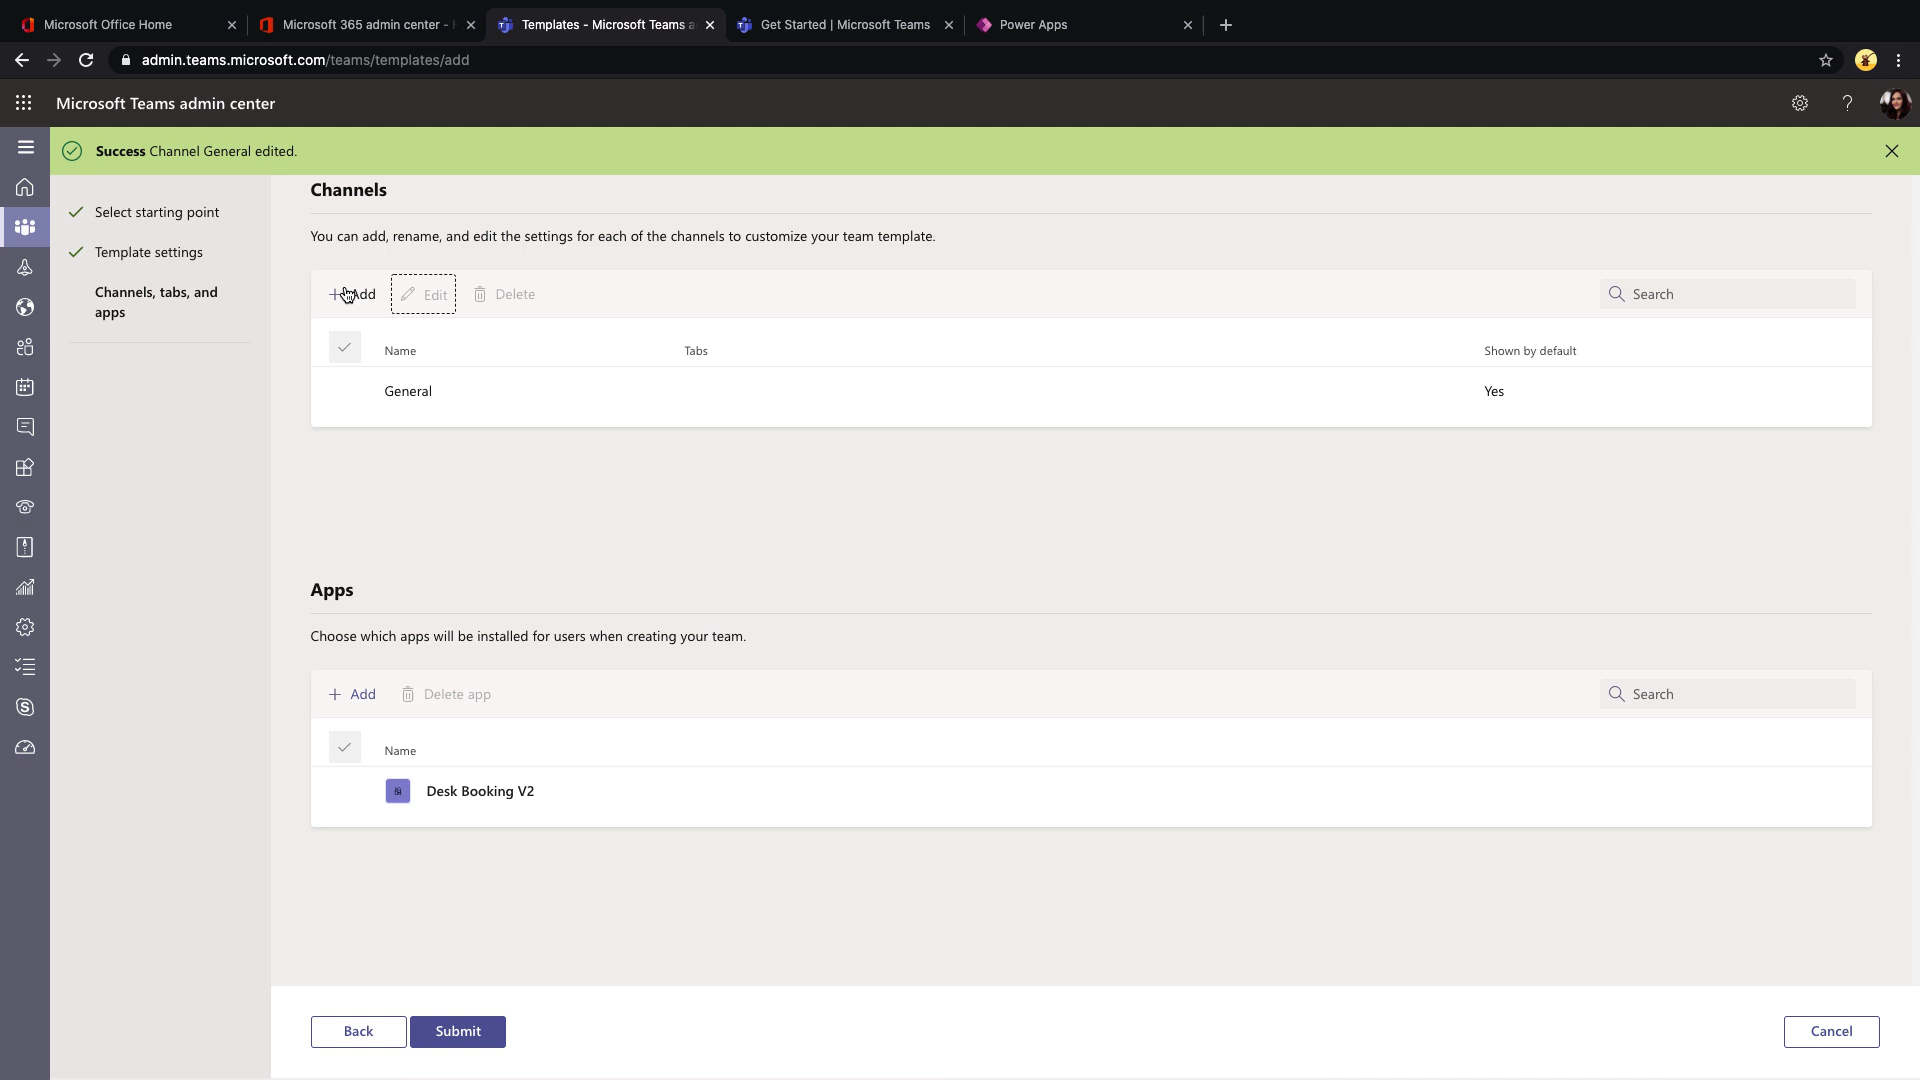 Microsoft Office Home
Microsoft 365 admin center -
Templates - Microsoft Teams a
Get Started | Microsoft Teams
Power Apps
admin.teams.microsoft.com/teams/templates/add
Microsoft Teams admin center
Success Channel General edited.
Select starting point
Template settings
Channels, tabs, and
apps
Channels
You can add, rename, and edit the settings for each of the channels to customize your team template.
Add Edit Delete Search
Name Tabs Shown by default
General Yes
Apps
Choose which apps will be installed for users when creating your team.
Add Delete app Search
Name
Desk Booking V2
Back Submit Cancel